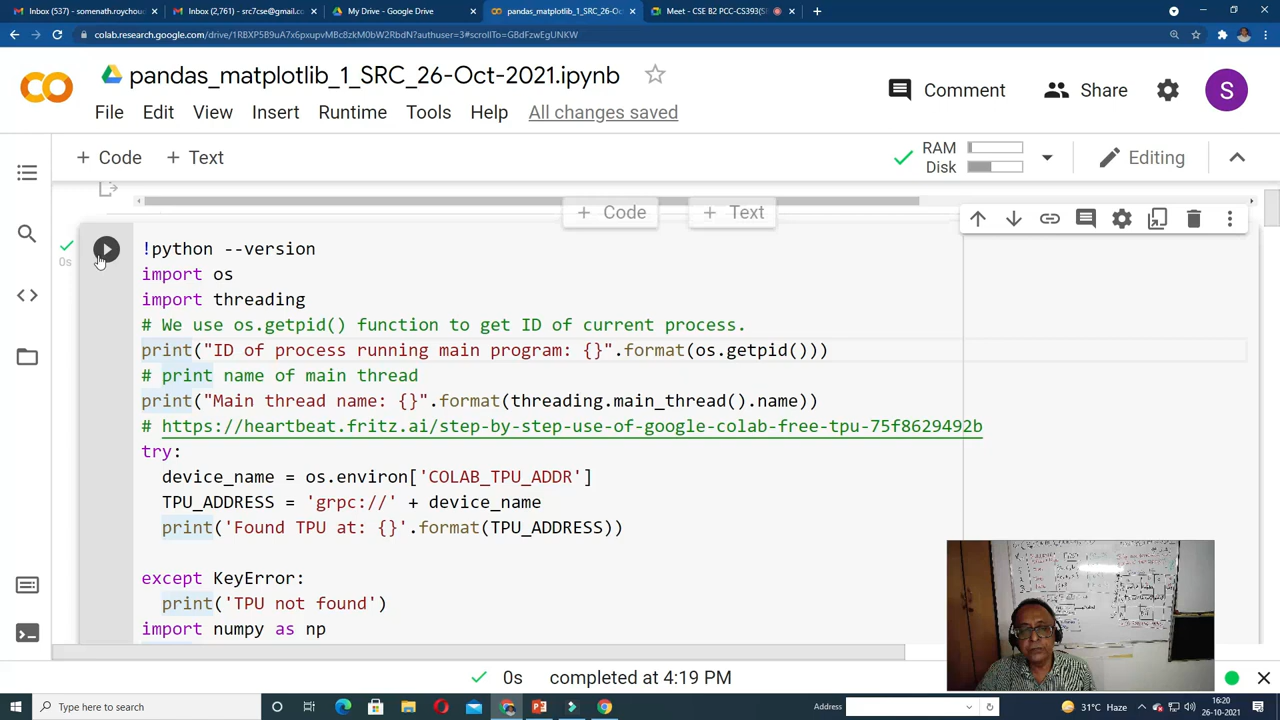 Inbox (537) - somenath.roychou
Inbox (2,761) - src7cse@gmail.co
My Drive - Google Drive
pandas_matplotlib_1_SRC_26-Oc
Meet - CSE B2 PCC-CS393(S
colab.research.google.com/drive/1RBXP5B9uA7x6pxupvMBc8zkM0bW2RbdN?authuser=3#scrollTo=G8dFzwEgUNKW
pandas_matplotlib_1_SRC_26-Oct-2021.ipynb
Comment
Share
S
File Edit View Insert Runtime Tools Help All changes saved
+ Code + Text
RAM
Disk
Editing
+ Code + Text
0s
!python --version
import os
import threading
# We use os.getpid() function to get ID of current process.
print("ID of process running main program: {}".format(os.getpid()))
# print name of main thread
print("Main thread name: {}".format(threading.main_thread().name))
# https://heartbeat.fritz.ai/step-by-step-use-of-google-colab-free-tpu-75f8629492b
try:
device_name = os.environ['COLAB_TPU_ADDR']
TPU_ADDRESS = 'grpc://' + device_name
print('Found TPU at: {}'.format(TPU_ADDRESS))
except KeyError:
print('TPU not found')
import numpy as np
0s completed at 4:19 PM
Type here to search
Address
31°C Haze
16:20
26-10-2021